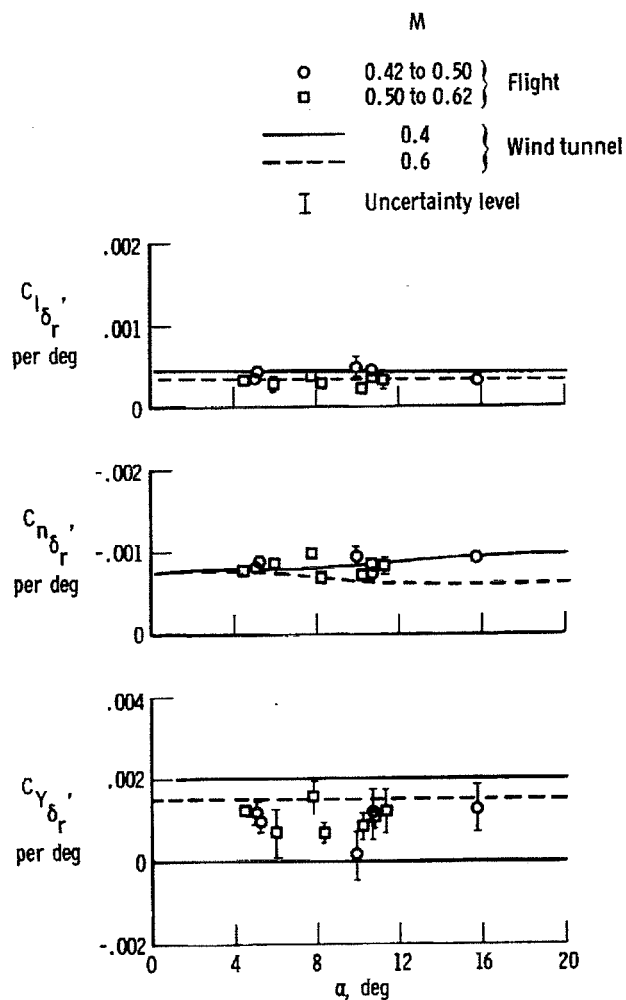 M
0.42 to 0.50
0.50 to 0.62
Flight
0.4
0.6
Wind tunnel
Uncertainty level
.002
.001
0
C_{l_{δ_r}},
per deg
-.002
-.001
0
C_{n_{δ_r}},
per deg
.004
.002
0
-.002
C_{Y_{δ_r}},
per deg
0 4 8 12 16 20
α, deg